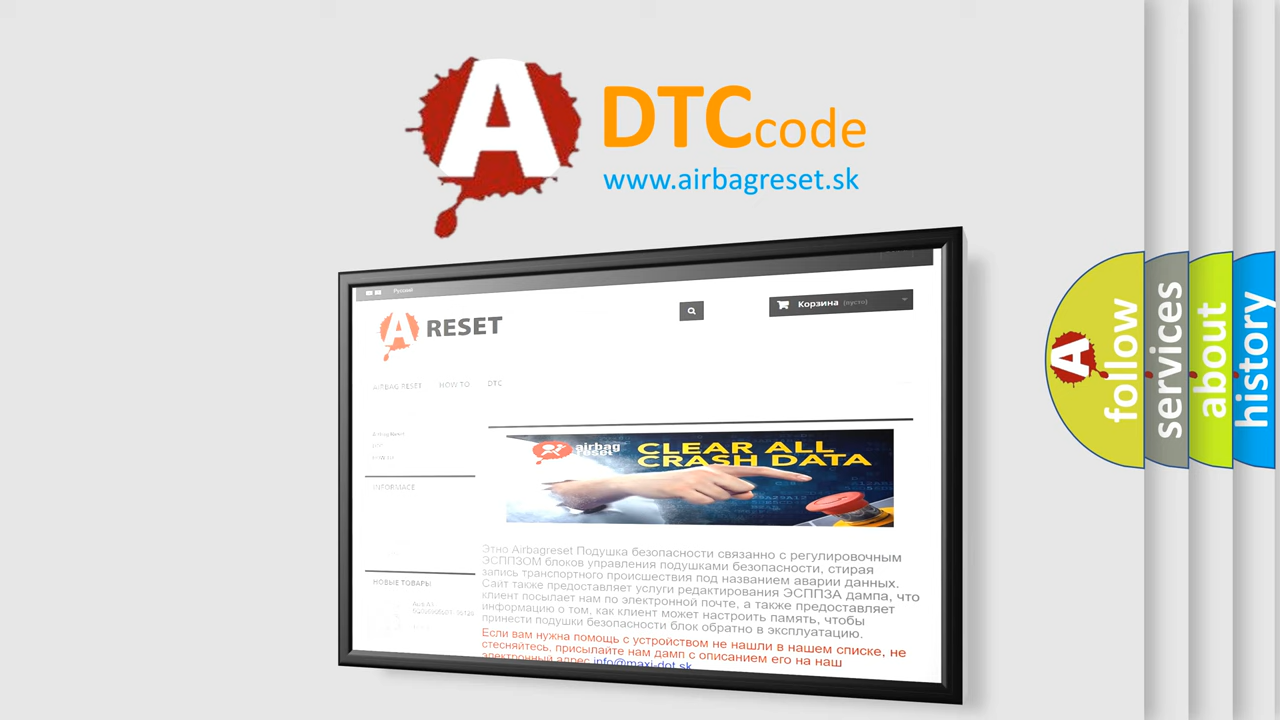 A DTCcode
www.airbagreset.sk
Русский
A RESET
Корзина (пусто)
AIRBAG RESET HOW TO DTC
Airbag Reset
DTC
HOW TO
INFORMACE
airbag
reset
CLEAR ALL
CRASH DATA
Этно Airbagreset Подушка безопасности связанно с регулировочным
ЭСППЗОМ блоков управления подушками безопасности, стирая
запись транспортного происшествия под названием аварии данных.
Сайт также предоставляет услуги редактирования ЭСППЗА дампа, что
клиент посылает нам по электронной почте, а также предоставляет
информацию о том, как клиент может настроить память, чтобы
принести подушки безопасности блок обратно в эксплуатацию.
Если вам нужна помощь с устройством не нашли в нашем списке, не
стесняйтесь, присылайте нам дамп с описанием его на наш
электронный адрес info@maxi-dot.sk
НОВЫЕ ТОВАРЫ
A
follow
services
about
history